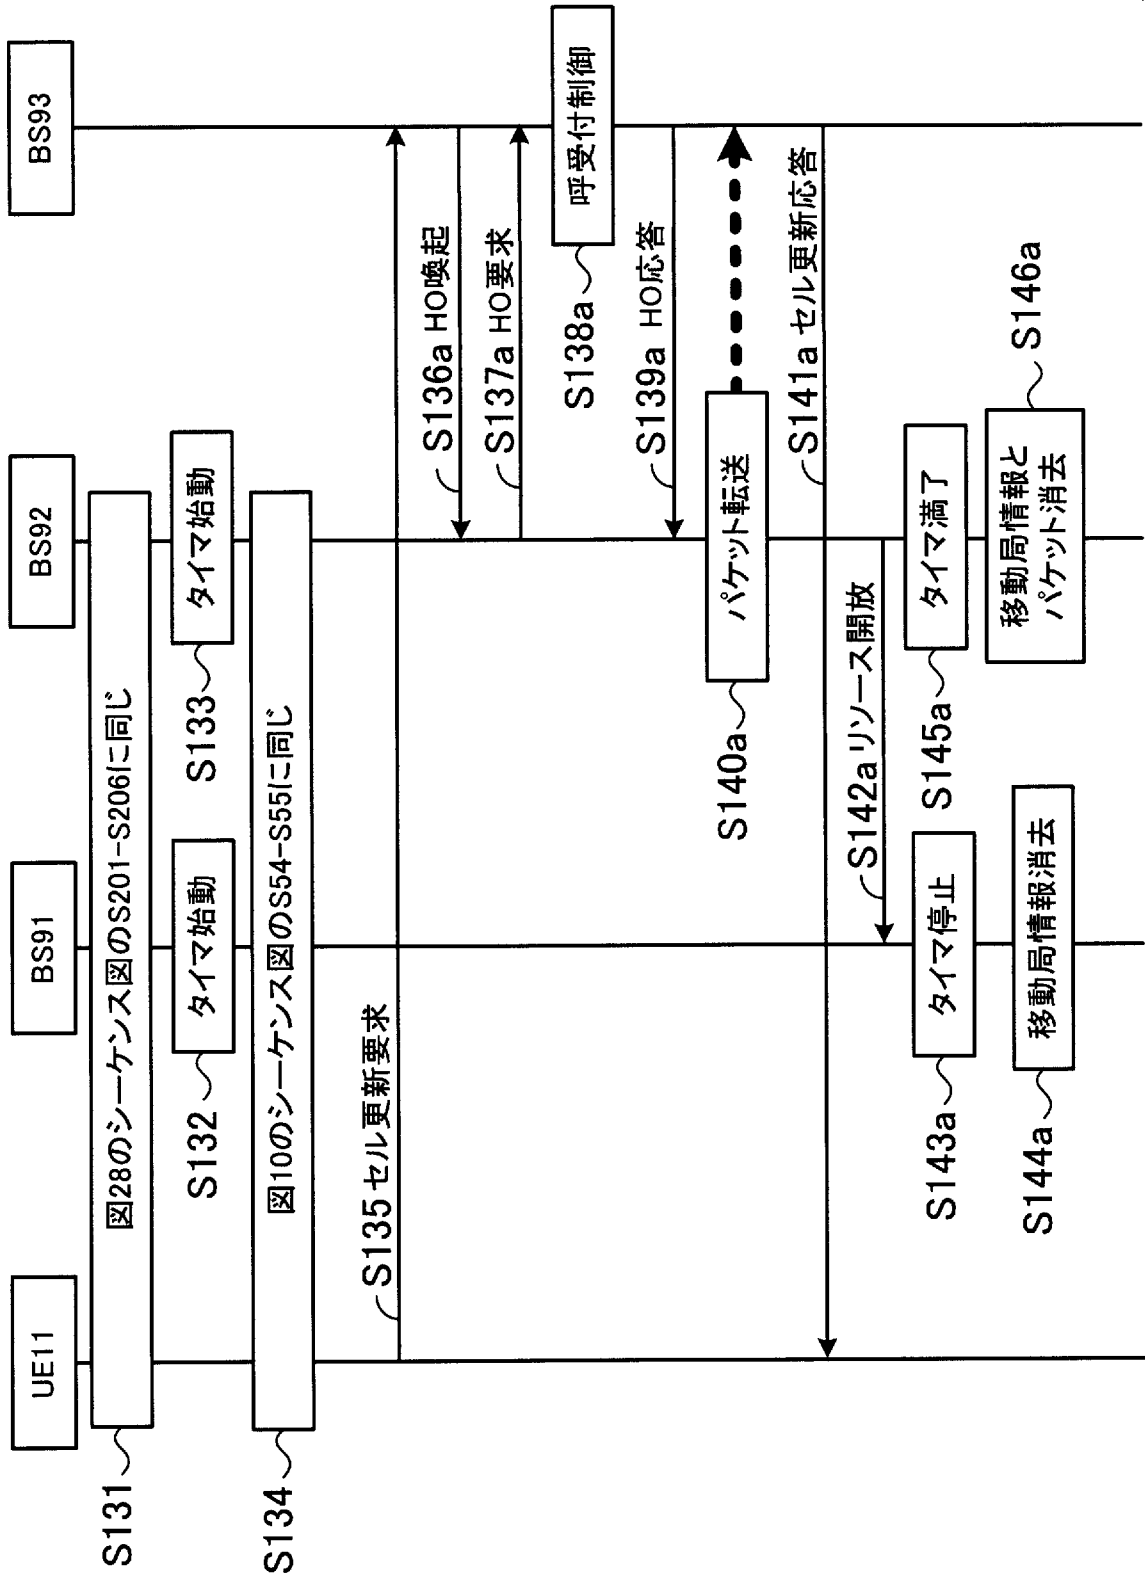 UE11
BS91
BS92
BS93
S131
図28のシーケンス図のS201-S206に同じ
S132
タイマ始動
S133
タイマ始動
S134
図10のシーケンス図のS54-S55に同じ
S135 セル更新要求
S136a HO喚起
S137a HO要求
S138a
呼受付制御
S139a HO応答
S140a
パケット転送
S141a セル更新応答
S142a リソース開放
S143a
タイマ停止
S145a
タイマ満了
S144a
移動局情報消去
S146a
移動局情報と
パケット消去